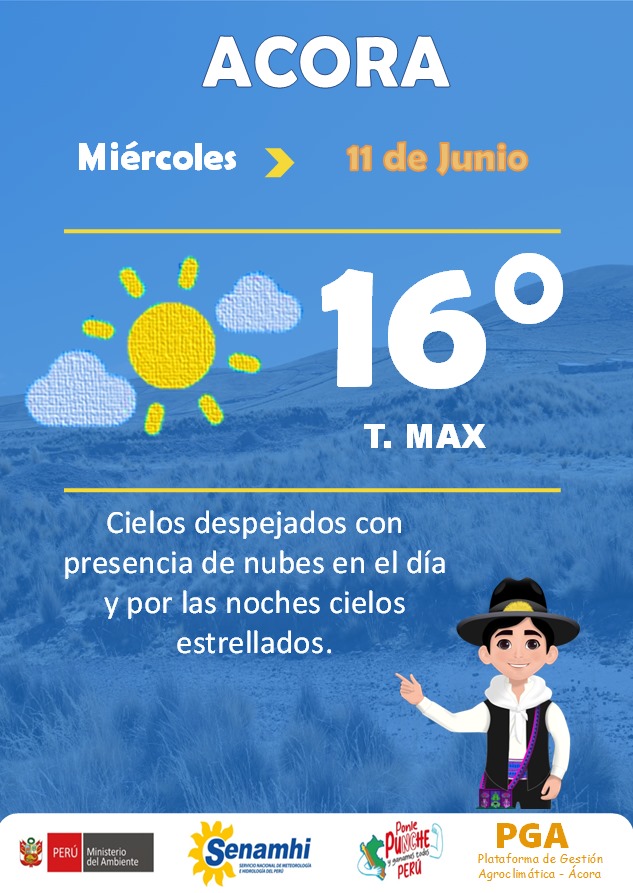 ACORA
Miércoles
11 de Junio
16°
T. MAX
Cielos despejados con
presencia de nubes en el día
y por las noches cielos
estrellados.
PERÚ
Ministerio
del Ambiente
Senamhi
SERVICIO NACIONAL DE METEOROLOGÍA
E HIDROLOGÍA DEL PERÚ
Ponle
PUNCHE
y ganamos todos
PERÚ
PGA
Plataforma de Gestión
Agroclimática - Ácora